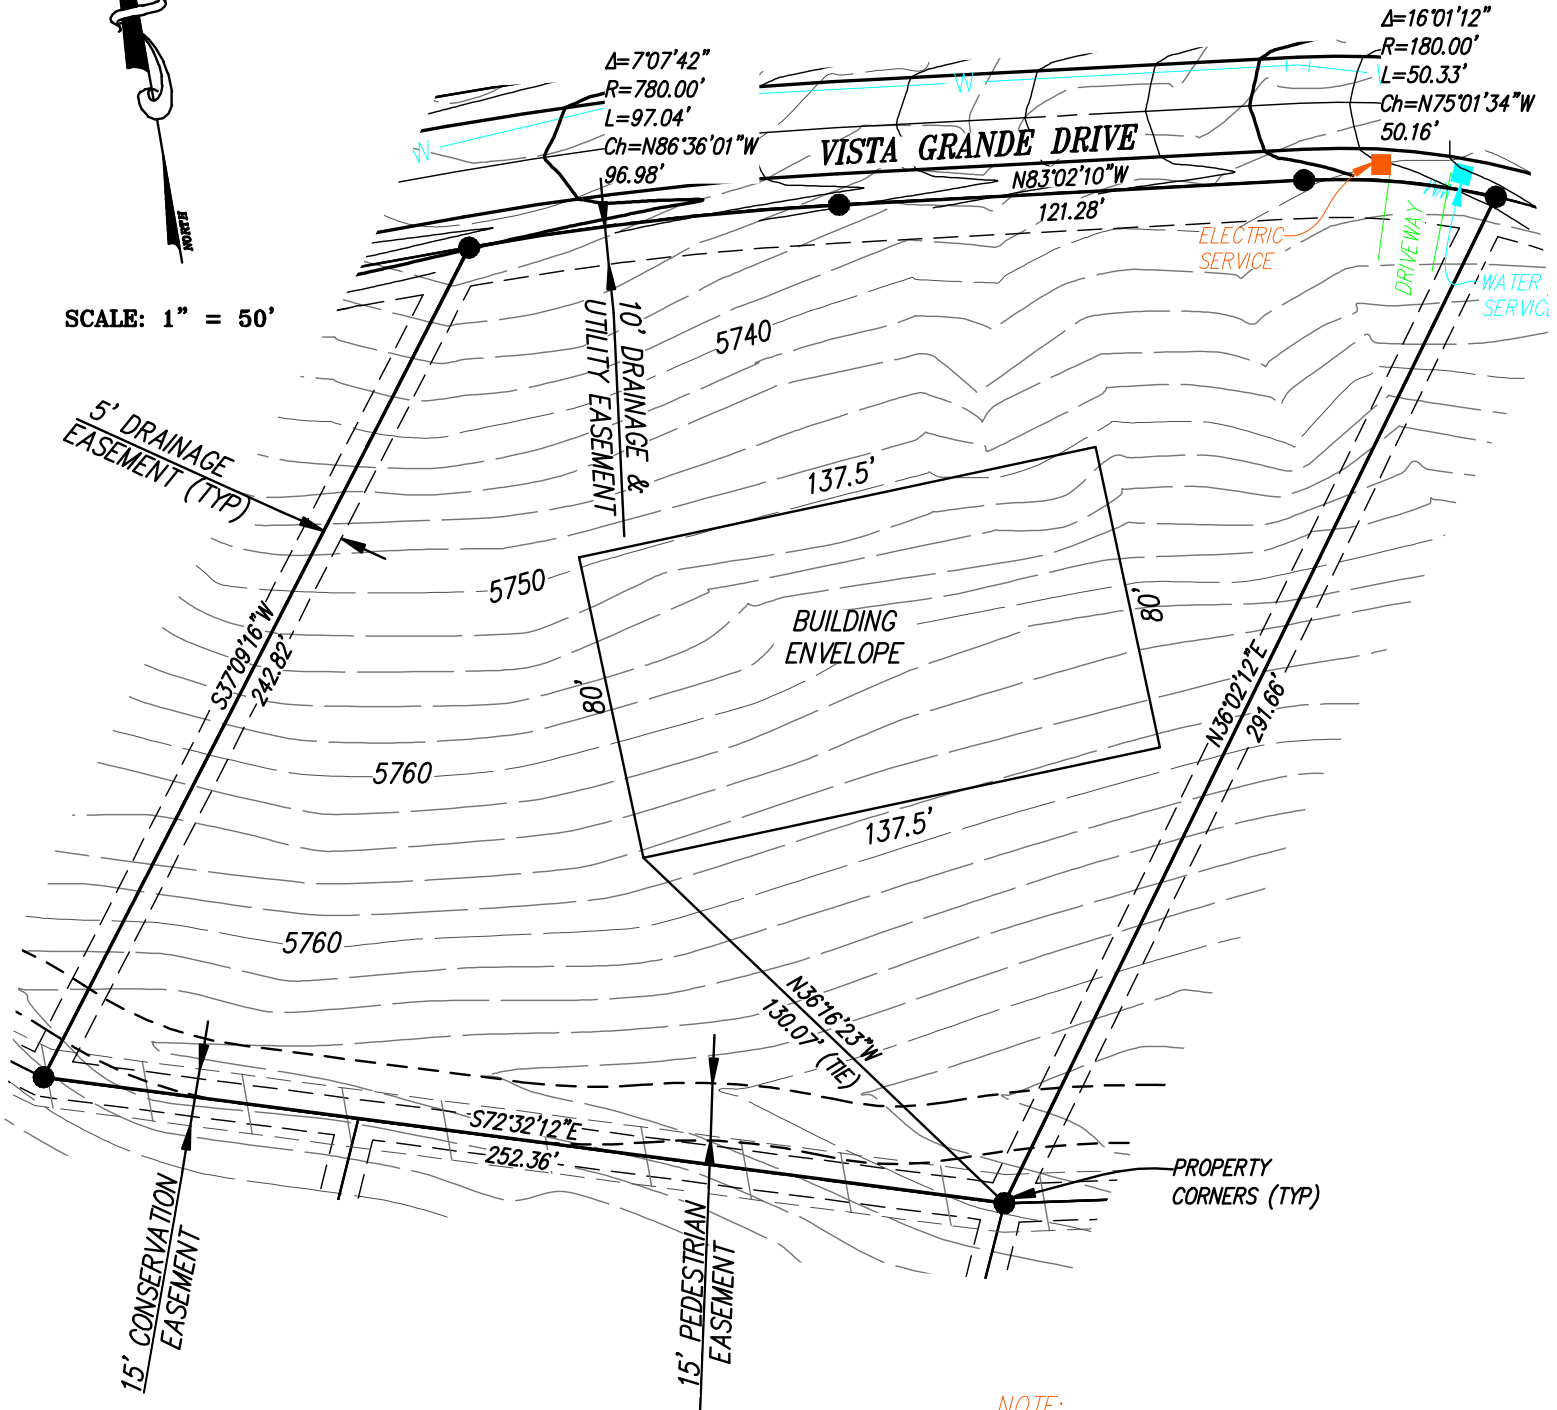 Δ=16°01'12"
R=180.00'
L=50.33'
Ch=N75°01'34"W
50.16'
Δ=7°07'42"
R=780.00'
L=97.04'
Ch=N86°36'01"W
96.98'
W
W
VISTA GRANDE DRIVE
N83°02'10"W
121.28'
NORTH
SCALE: 1" = 50'
ELECTRIC
SERVICE
DRIVEWAY
WATER
SERVICE
10' DRAINAGE &
UTILITY EASEMENT
5740
5' DRAINAGE
EASEMENT (TYP)
137.5'
5750
BUILDING
ENVELOPE
80'
80'
S37°09'16"W
242.82'
N36°02'12"E
291.66'
5760
137.5'
5760
N36°16'23"W
130.07' (TIE)
S72°32'12"E
252.36'
PROPERTY
CORNERS (TYP)
15' CONSERVATION
EASEMENT
15' PEDESTRIAN
EASEMENT
NOTE: